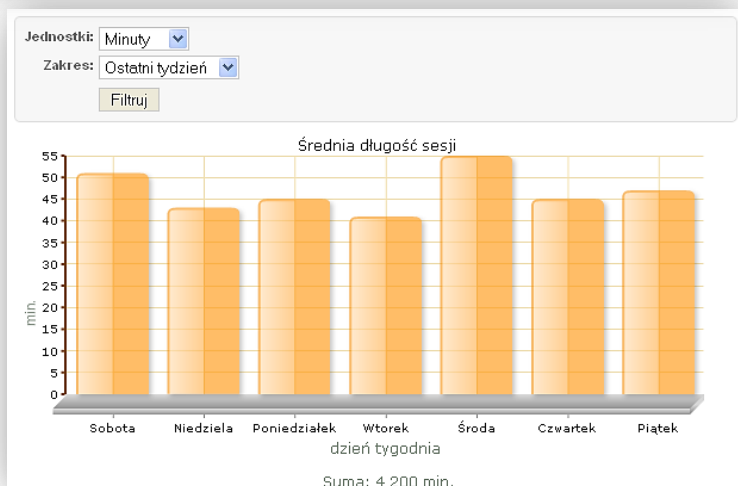 Jednostki: Minuty
Zakres: Ostatni tydzień
Filtruj
Średnia długość sesji
55
50
45
40
35
30
25
20
15
10
5
0
min.
Sobota Niedziela Poniedziałek Wtorek Środa Czwartek Piątek
dzień tygodnia
Suma: 4 200 min.